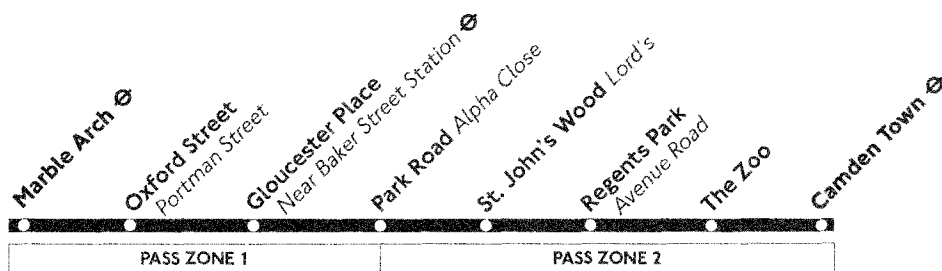 Marble Arch
Oxford Street
Portman Street
Gloucester Place
Near Baker Street Station
Park Road Alpha Close
St. John's Wood Lord's
Regents Park
Avenue Road
The Zoo
Camden Town
PASS ZONE 1
PASS ZONE 2